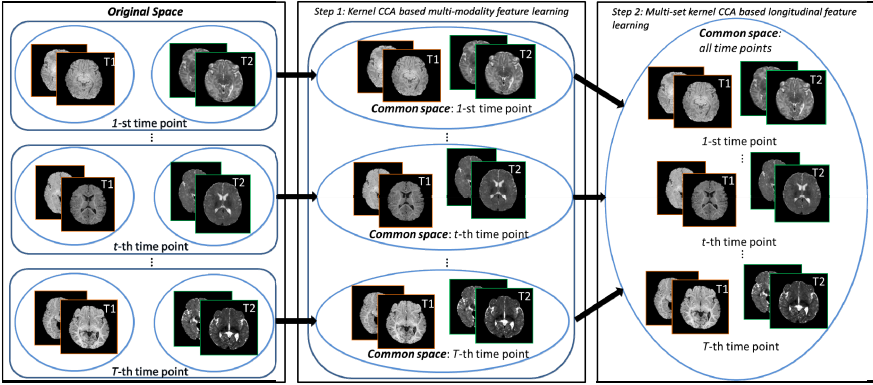 Original Space
T1
T2
1-st time point
⋮
T1
T2
t-th time point
⋮
T1
T2
T-th time point
Step 1: Kernel CCA based multi-modality feature learning
T1
T2
Common space: 1-st time point
⋮
T1
T2
Common space: t-th time point
⋮
T1
T2
Common space: T-th time point
Step 2: Multi-set kernel CCA based longitudinal feature
learning
Common space:
all time points
T1
T2
1-st time point
⋮
T1
T2
t-th time point
⋮
T1
T2
T-th time point